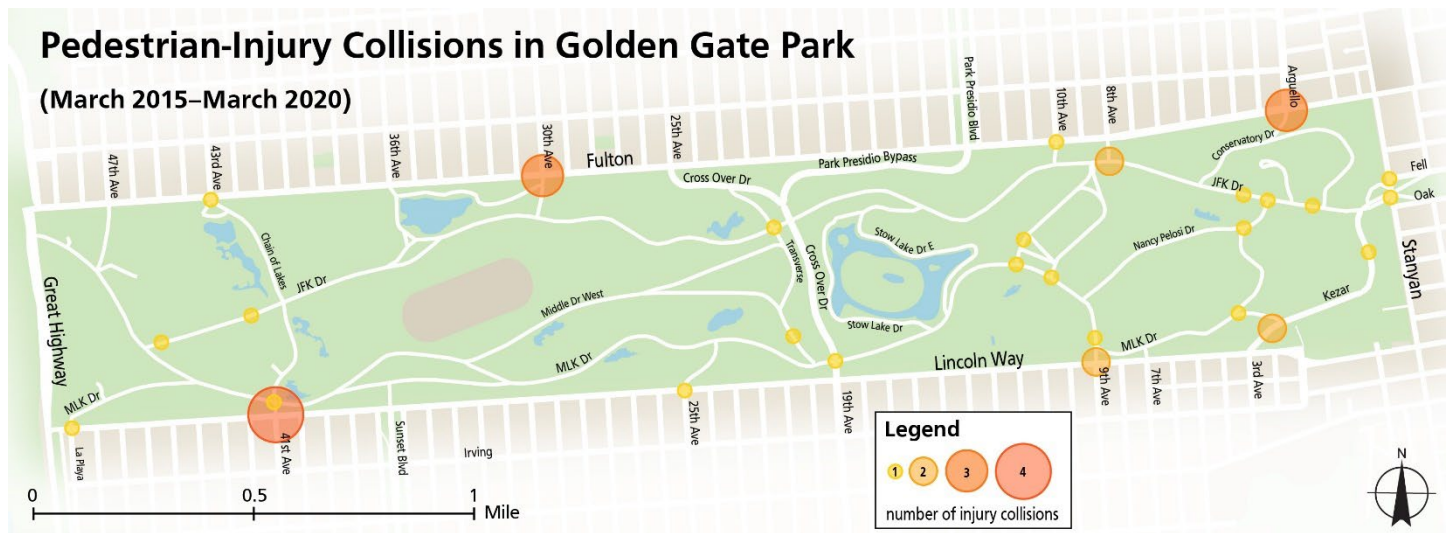 Pedestrian-Injury Collisions in Golden Gate Park
(March 2015–March 2020)
47th Ave
43rd Ave
36th Ave
30th Ave
Fulton
25th Ave
Park Presidio Blvd
10th Ave
8th Ave
Arguello
Cross Over Dr
Park Presidio Bypass
Conservatory Dr
JFK Dr
Fell
Oak
Stanyan
Great Highway
Chain of Lakes
JFK Dr
Middle Dr West
Transverse
Cross Over Dr
Stow Lake Dr E
Stow Lake Dr
Nancy Pelosi Dr
Kezar
MLK Dr
MLK Dr
MLK Dr
Lincoln Way
La Playa
41st Ave
Sunset Blvd
Irving
25th Ave
19th Ave
9th Ave
7th Ave
3rd Ave
0
0.5
1
Mile
Legend
1
2
3
4
number of injury collisions
N